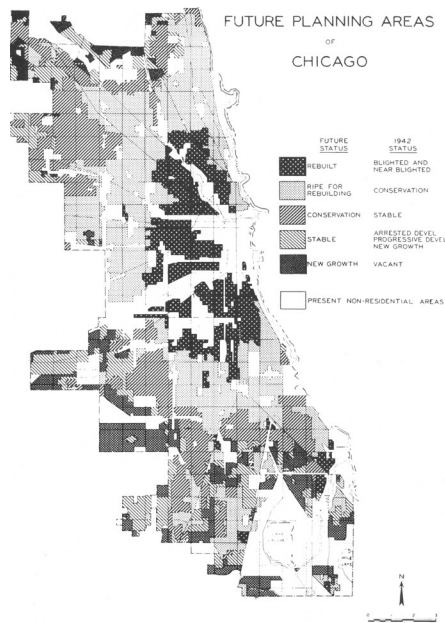 FUTURE PLANNING AREAS
OF
CHICAGO
FUTURE STATUS
1942 STATUS
REBUILT
BLIGHTED AND NEAR BLIGHTED
RIPE FOR REBUILDING
CONSERVATION
CONSERVATION
STABLE
STABLE
ARRESTED DEVEL
PROGRESSIVE DEVEL
NEW GROWTH
NEW GROWTH
VACANT
PRESENT NON-RESIDENTIAL AREAS
N